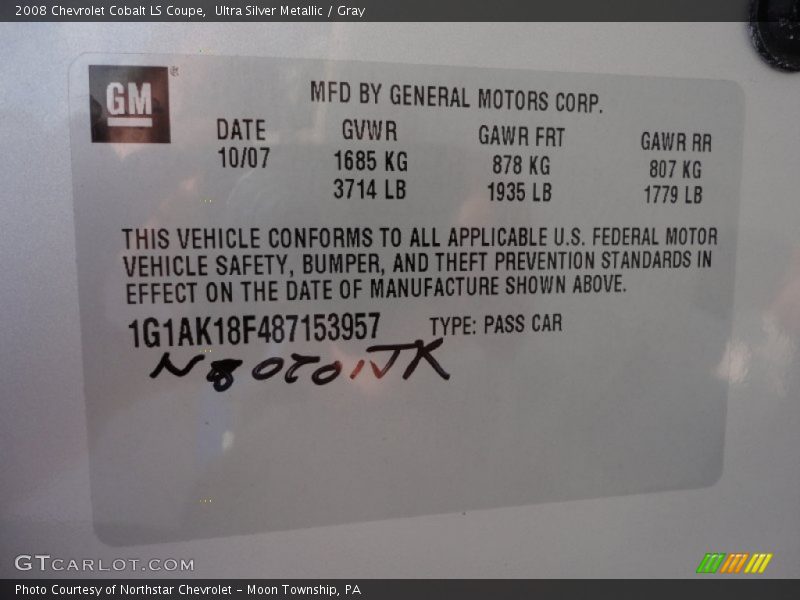 2008 Chevrolet Cobalt LS Coupe, Ultra Silver Metallic / Gray
GM
MFD BY GENERAL MOTORS CORP.
DATE GVWR GAWR FRT GAWR RR
10/07 1685 KG 878 KG 807 KG
3714 LB 1935 LB 1779 LB
THIS VEHICLE CONFORMS TO ALL APPLICABLE U.S. FEDERAL MOTOR
VEHICLE SAFETY, BUMPER, AND THEFT PREVENTION STANDARDS IN
EFFECT ON THE DATE OF MANUFACTURE SHOWN ABOVE.
1G1AK18F487153957 TYPE: PASS CAR
GTCARLOT.COM
Photo Courtesy of Northstar Chevrolet - Moon Township, PA